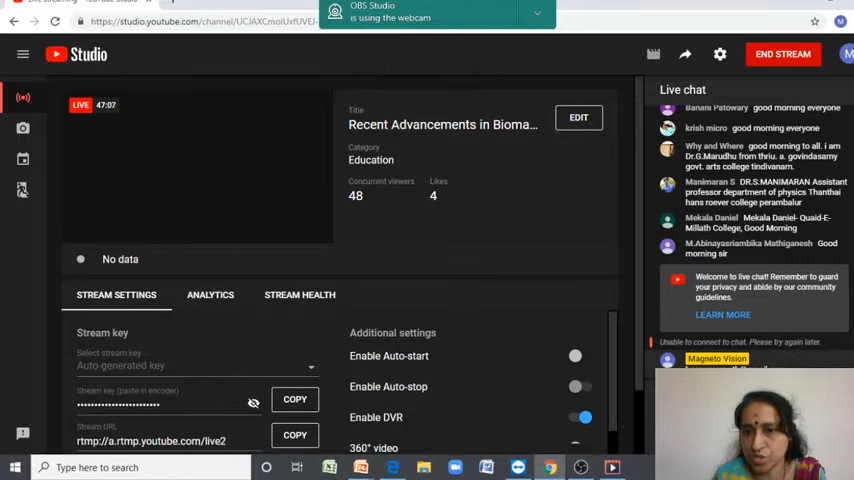 OBS Studio
is using the webcam
https://studio.youtube.com/channel/UCJAXCmolUxfUVEJ-
M
Studio
END STREAM
M
LIVE 47:07
Title
Recent Advancements in Bioma...
EDIT
Category
Education
Concurrent viewers
Likes
48
4
No data
STREAM SETTINGS
ANALYTICS
STREAM HEALTH
Stream key
Select stream key
Auto-generated key
Stream key (paste in encoder)
COPY
Stream URL
rtmp://a.rtmp.youtube.com/live2
COPY
Additional settings
Enable Auto-start
Enable Auto-stop
Enable DVR
360° video
Live chat
Banani Patowary good morning everyone
krish micro good morning everyone
Why and Where good morning to all. i am
Dr.G.Marudhu from thriu. a. govindasamy
govt. arts college tindivanam.
Manimaran S DR.S.MANIMARAN Assistant
professor department of physics Thanthai
hans roever college perambalur
Mekala Daniel Mekala Daniel- Quaid-E-
Millath College, Good Morning
M.Abinayasriambika Mathiganesh Good
morning sir
Welcome to live chat! Remember to guard
your privacy and abide by our community
guidelines.
LEARN MORE
Unable to connect to chat. Please try again later.
Magneto Vision
Type here to search